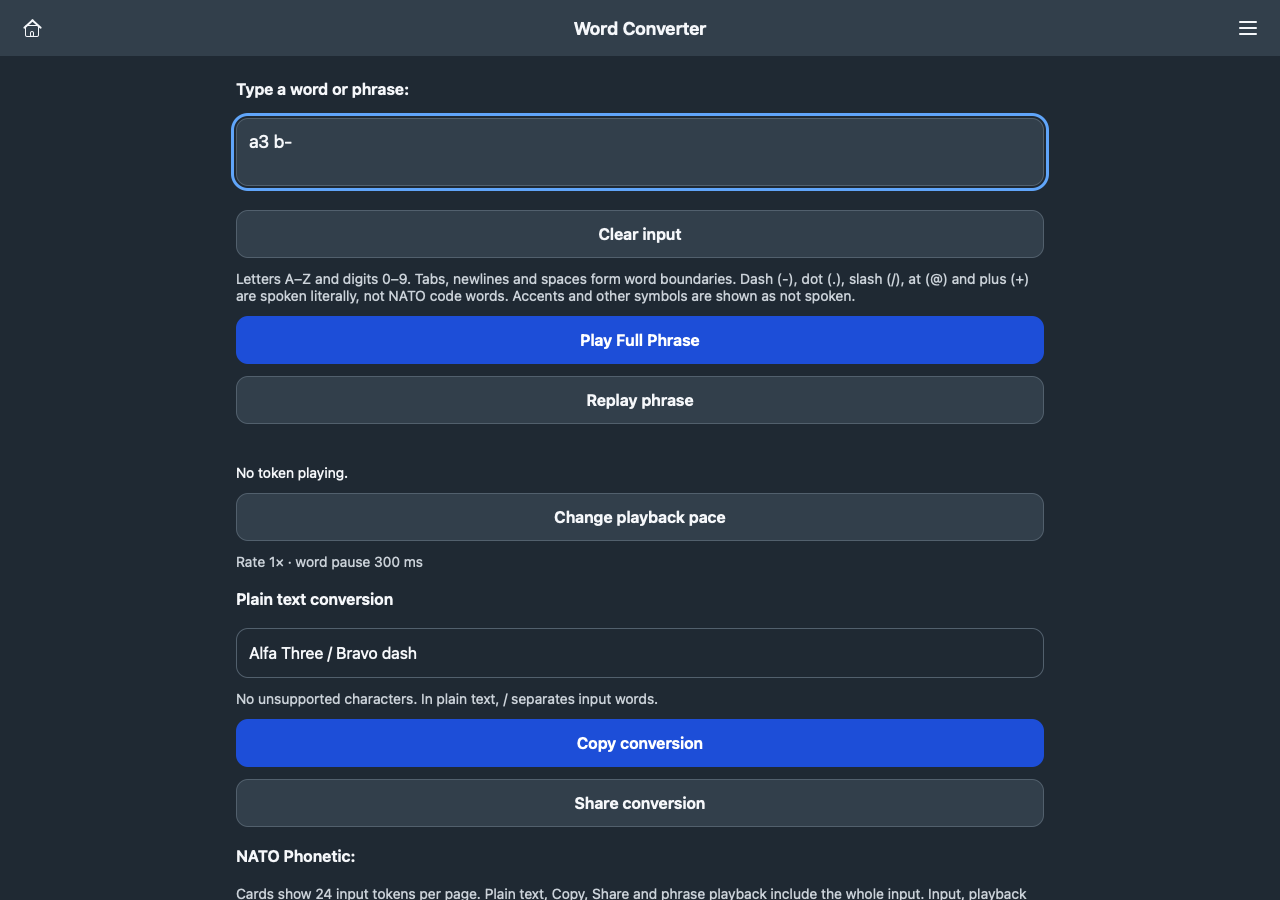 Word Converter
Type a word or phrase:
a3 b-
Clear input
Letters A–Z and digits 0–9. Tabs, newlines and spaces form word boundaries. Dash (-), dot (.), slash (/), at (@) and plus (+)
are spoken literally, not NATO code words. Accents and other symbols are shown as not spoken.
Play Full Phrase
Replay phrase
No token playing.
Change playback pace
Rate 1× · word pause 300 ms
Plain text conversion
Alfa Three / Bravo dash
No unsupported characters. In plain text, / separates input words.
Copy conversion
Share conversion
NATO Phonetic:
Cards show 24 input tokens per page. Plain text, Copy, Share and phrase playback include the whole input. Input, playback